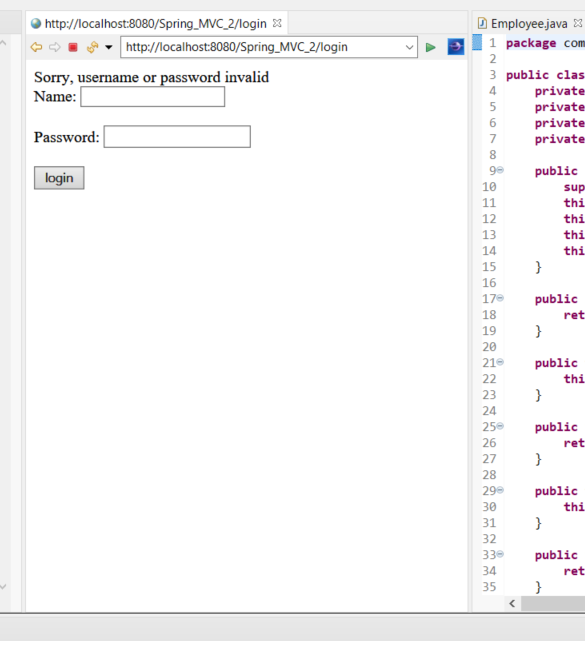 http://localhost:8080/Spring_MVC_2/login
http://localhost:8080/Spring_MVC_2/login
Sorry, username or password invalid
Name:
Password:
login
Employee.java
1 package com
2
3 public clas
4 private
5 private
6 private
7 private
8
9 public
10 sup
11 thi
12 thi
13 thi
14 thi
15 }
16
17 public
18 ret
19 }
20
21 public
22 thi
23 }
24
25 public
26 ret
27 }
28
29 public
30 thi
31 }
32
33 public
34 ret
35 }